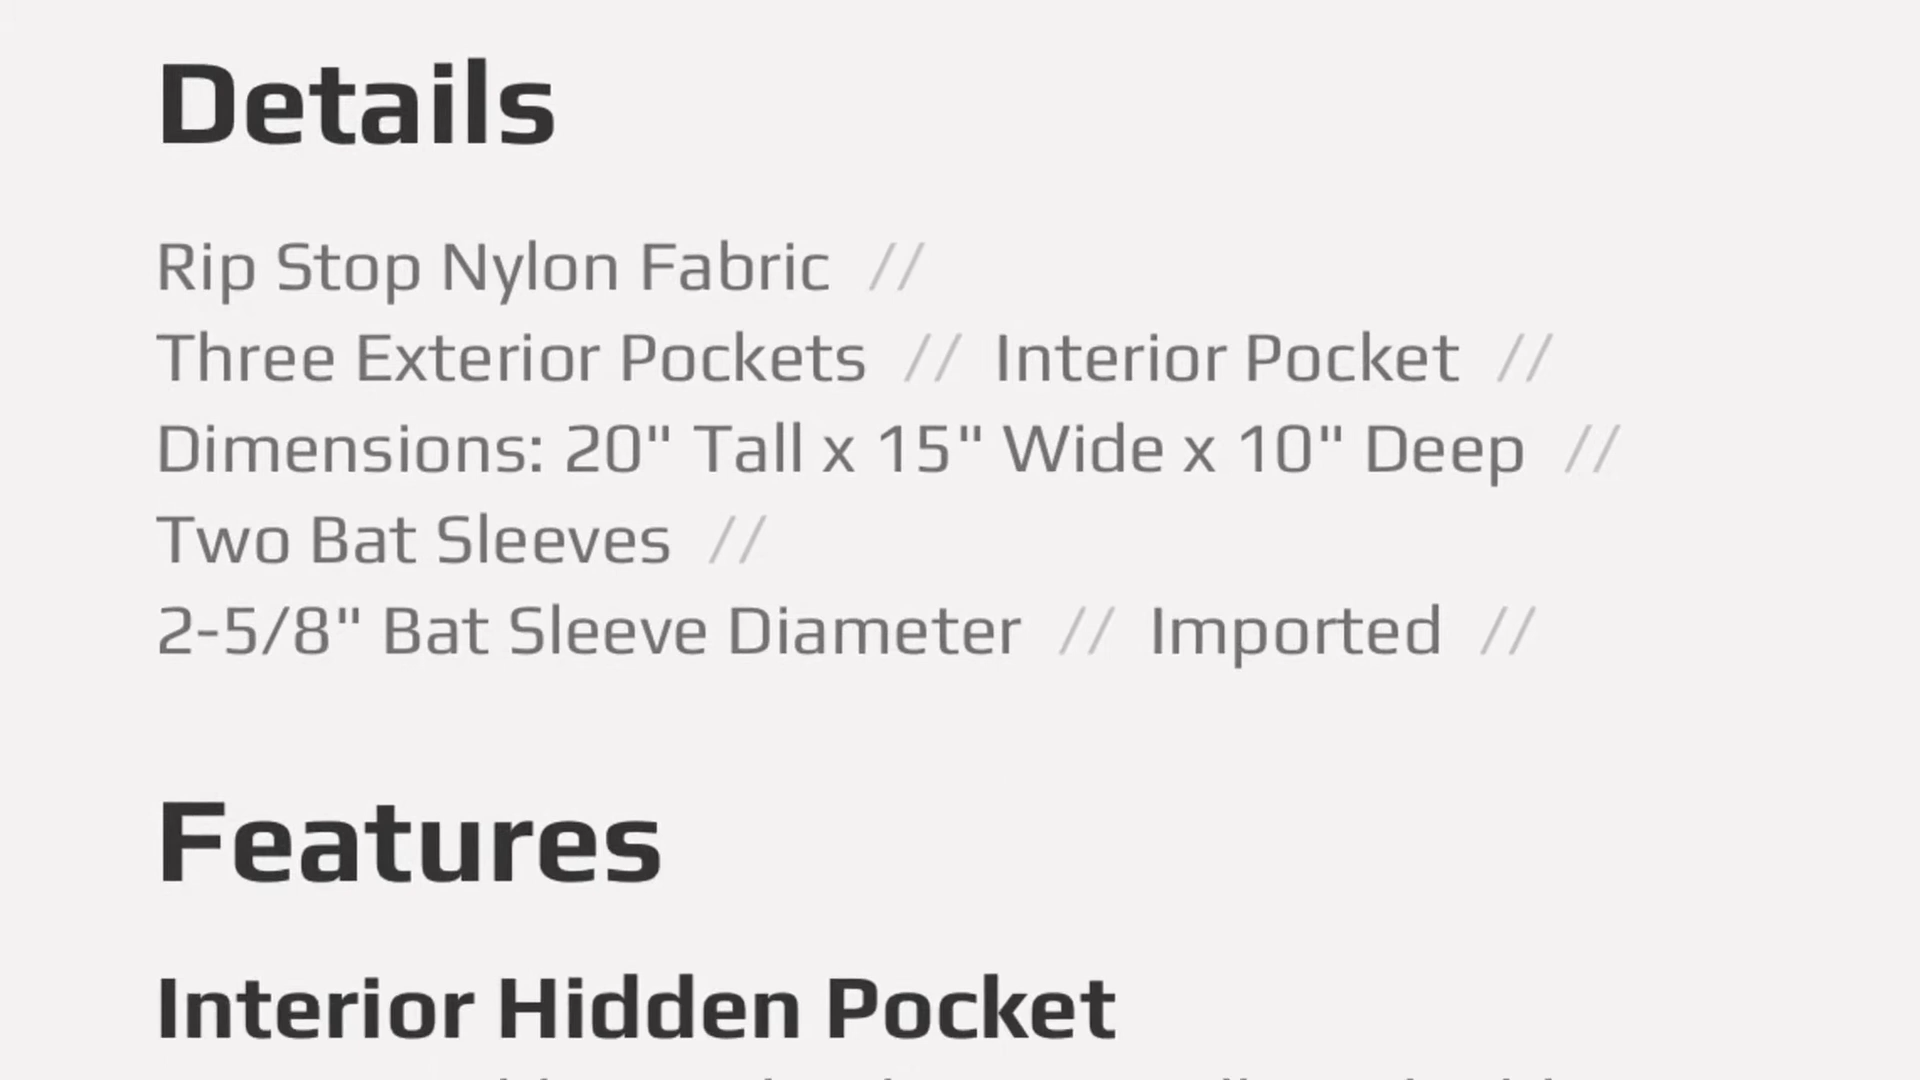 Details
Rip Stop Nylon Fabric //
Three Exterior Pockets // Interior Pocket //
Dimensions: 20" Tall x 15" Wide x 10" Deep //
Two Bat Sleeves //
2-5/8" Bat Sleeve Diameter // Imported //
Features
Interior Hidden Pocket